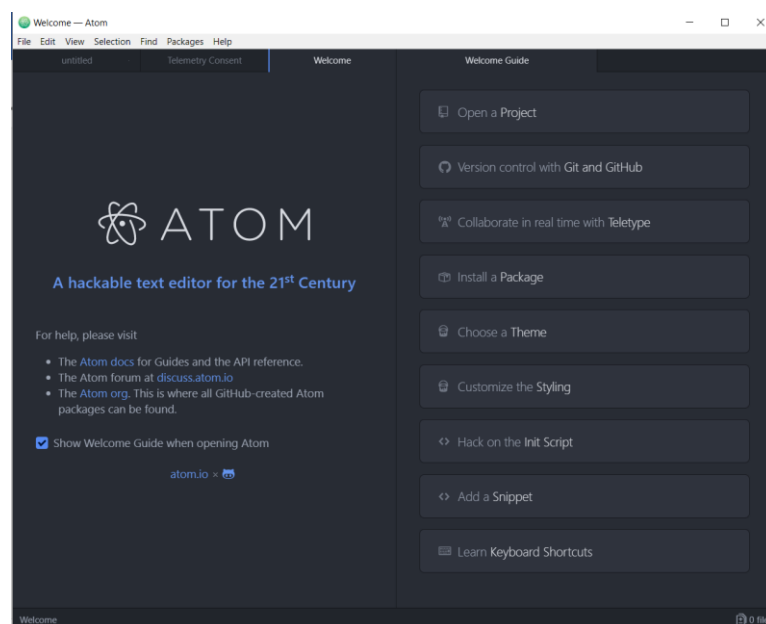 Welcome — Atom
File Edit View Selection Find Packages Help
untitled Telemetry Consent Welcome Welcome Guide
ATOM
A hackable text editor for the 21st Century
For help, please visit
The Atom docs for Guides and the API reference.
The Atom forum at discuss.atom.io
The Atom org. This is where all GitHub-created Atom
packages can be found.
Show Welcome Guide when opening Atom
atom.io ×
Open a Project
Version control with Git and GitHub
Collaborate in real time with Teletype
Install a Package
Choose a Theme
Customize the Styling
Hack on the Init Script
Add a Snippet
Learn Keyboard Shortcuts
Welcome 0